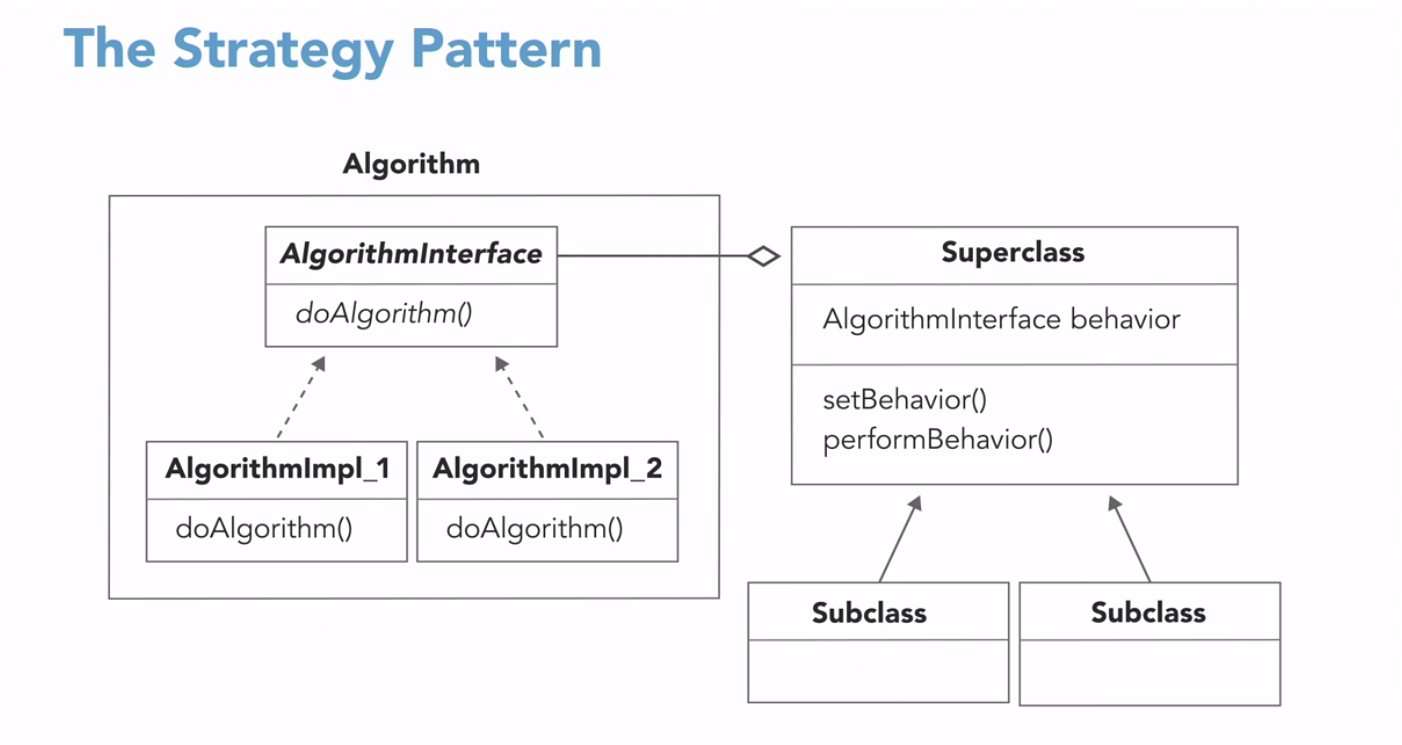 The Strategy Pattern
Algorithm
AlgorithmInterface
doAlgorithm()
AlgorithmImpl_1
doAlgorithm()
AlgorithmImpl_2
doAlgorithm()
Superclass
AlgorithmInterface behavior
setBehavior()
performBehavior()
Subclass
Subclass